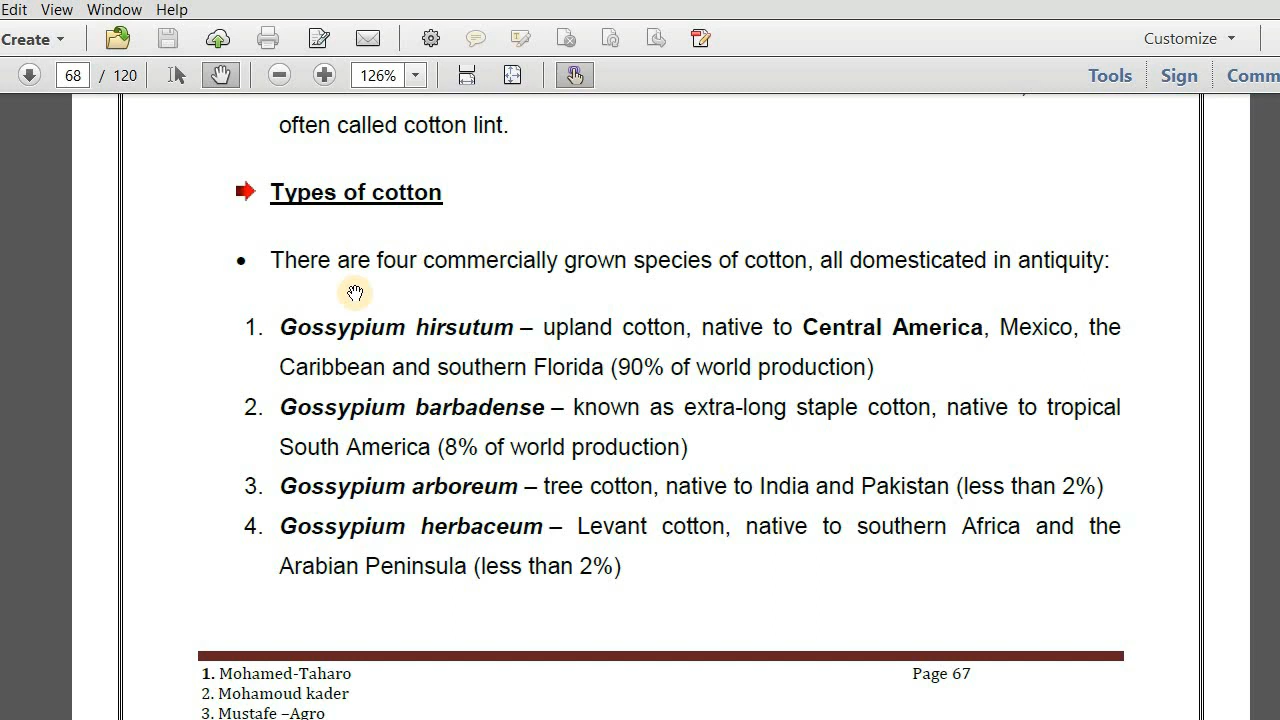 Edit View Window Help
Create
Customize
68 / 120 126% Tools Sign Comm
often called cotton lint.
Types of cotton
• There are four commercially grown species of cotton, all domesticated in antiquity:
1. Gossypium hirsutum – upland cotton, native to Central America, Mexico, the
Caribbean and southern Florida (90% of world production)
2. Gossypium barbadense – known as extra-long staple cotton, native to tropical
South America (8% of world production)
3. Gossypium arboreum – tree cotton, native to India and Pakistan (less than 2%)
4. Gossypium herbaceum – Levant cotton, native to southern Africa and the
Arabian Peninsula (less than 2%)
1. Mohamed-Taharo Page 67
2. Mohamoud kader
3. Mustafe –Agro